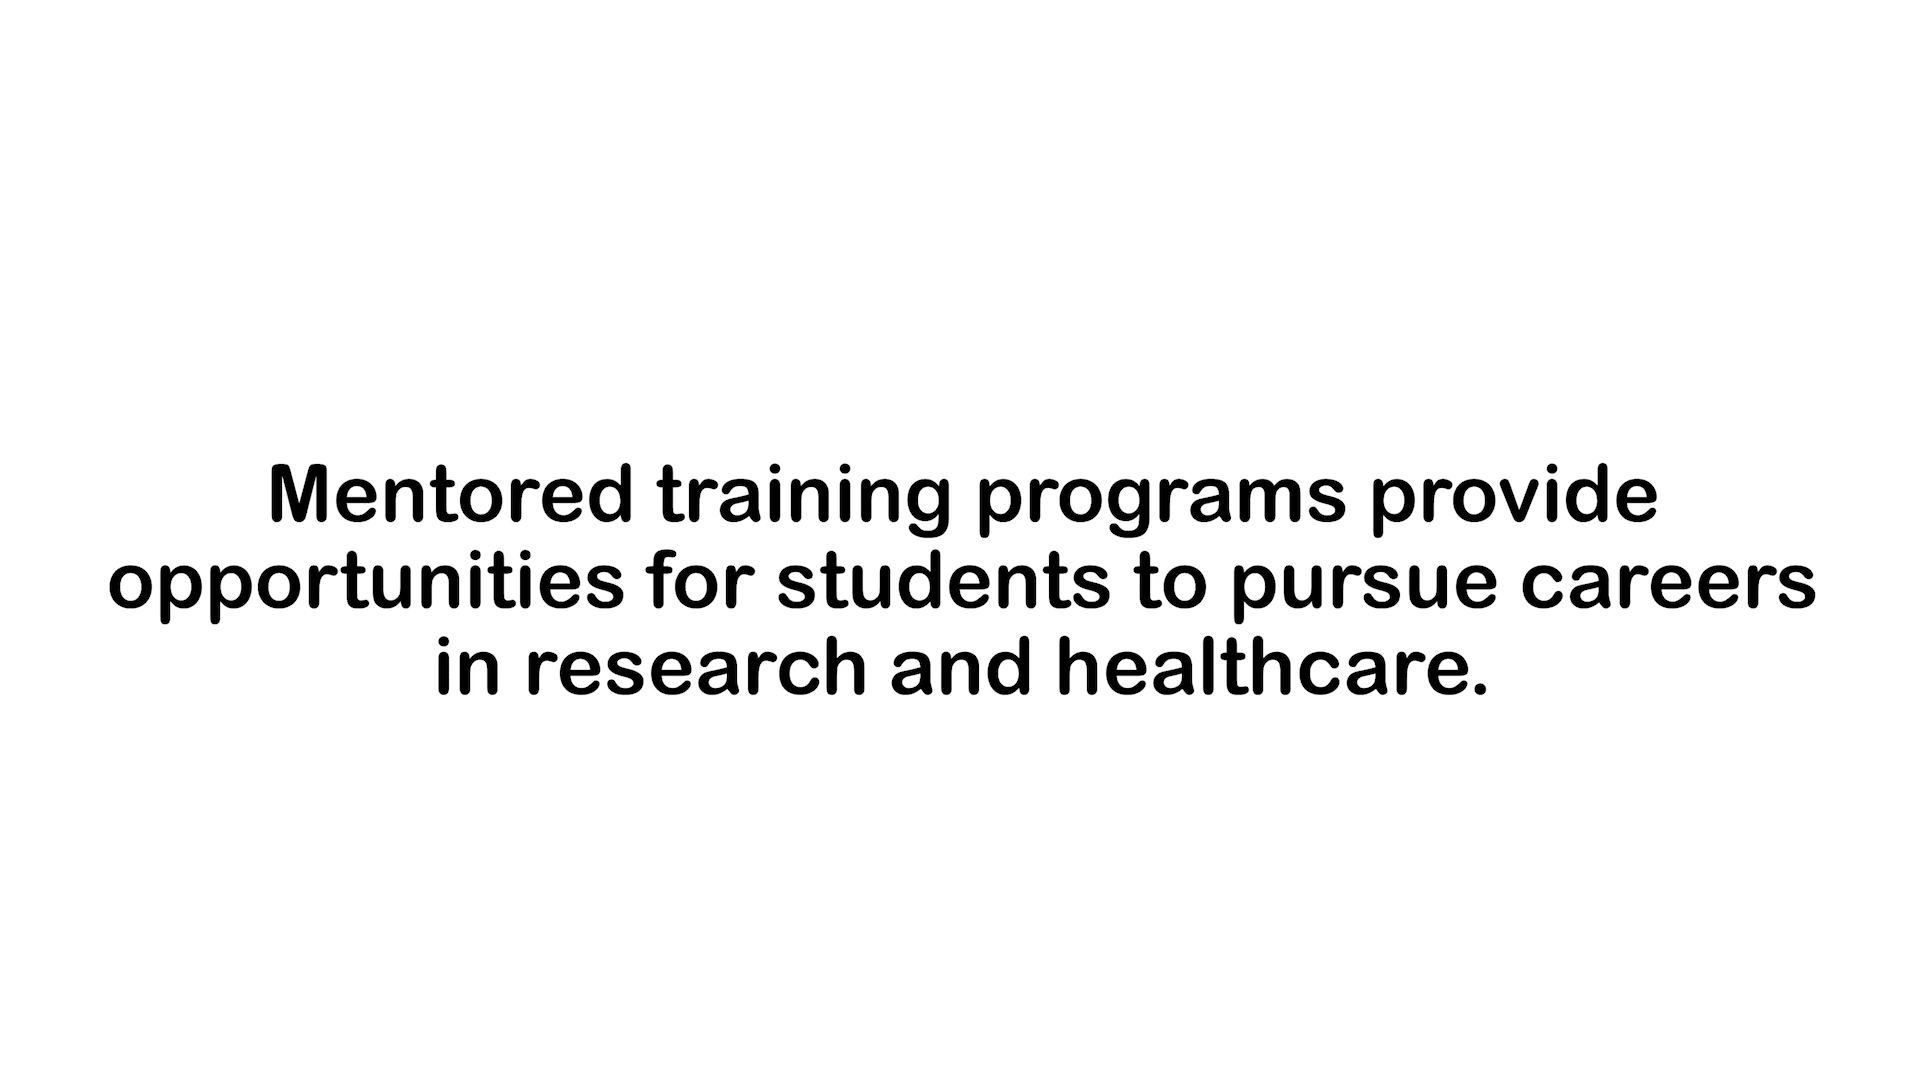 Mentored training programs provide
opportunities for students to pursue careers
in research and healthcare.